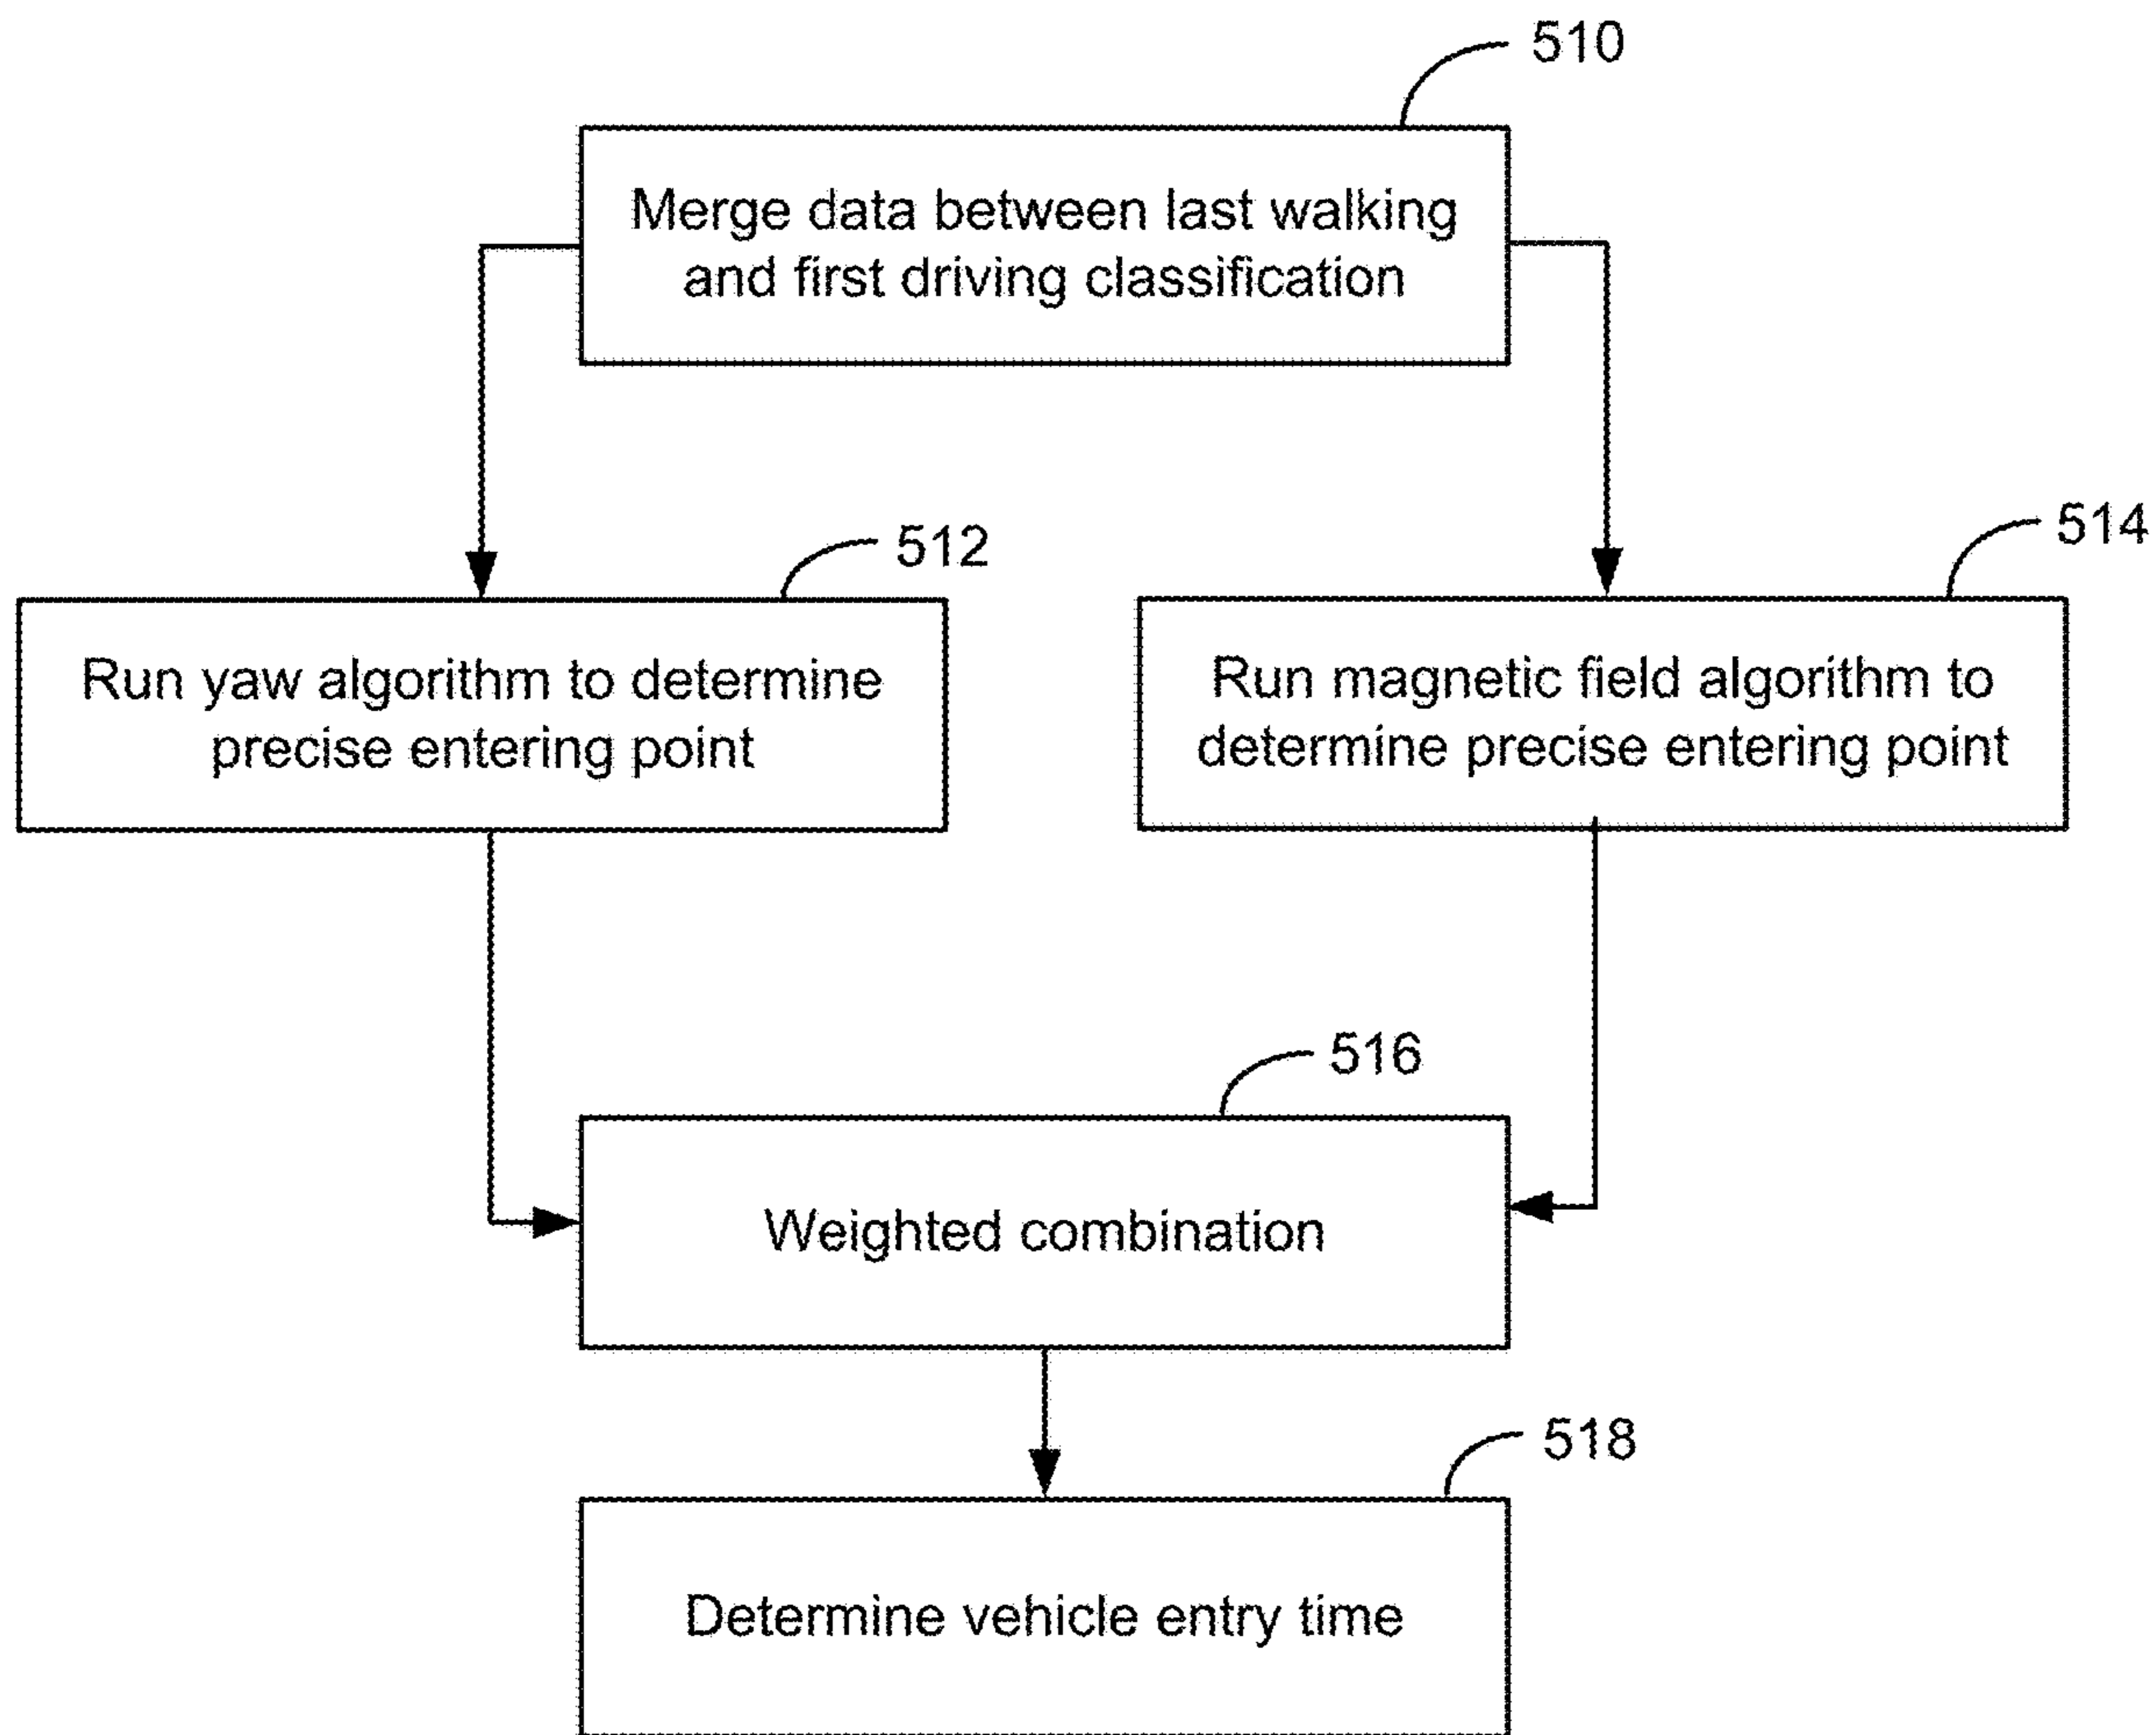 510
Merge data between last walking
and first driving classification
512
Run yaw algorithm to determine
precise entering point
514
Run magnetic field algorithm to
determine precise entering point
516
Weighted combination
518
Determine vehicle entry time